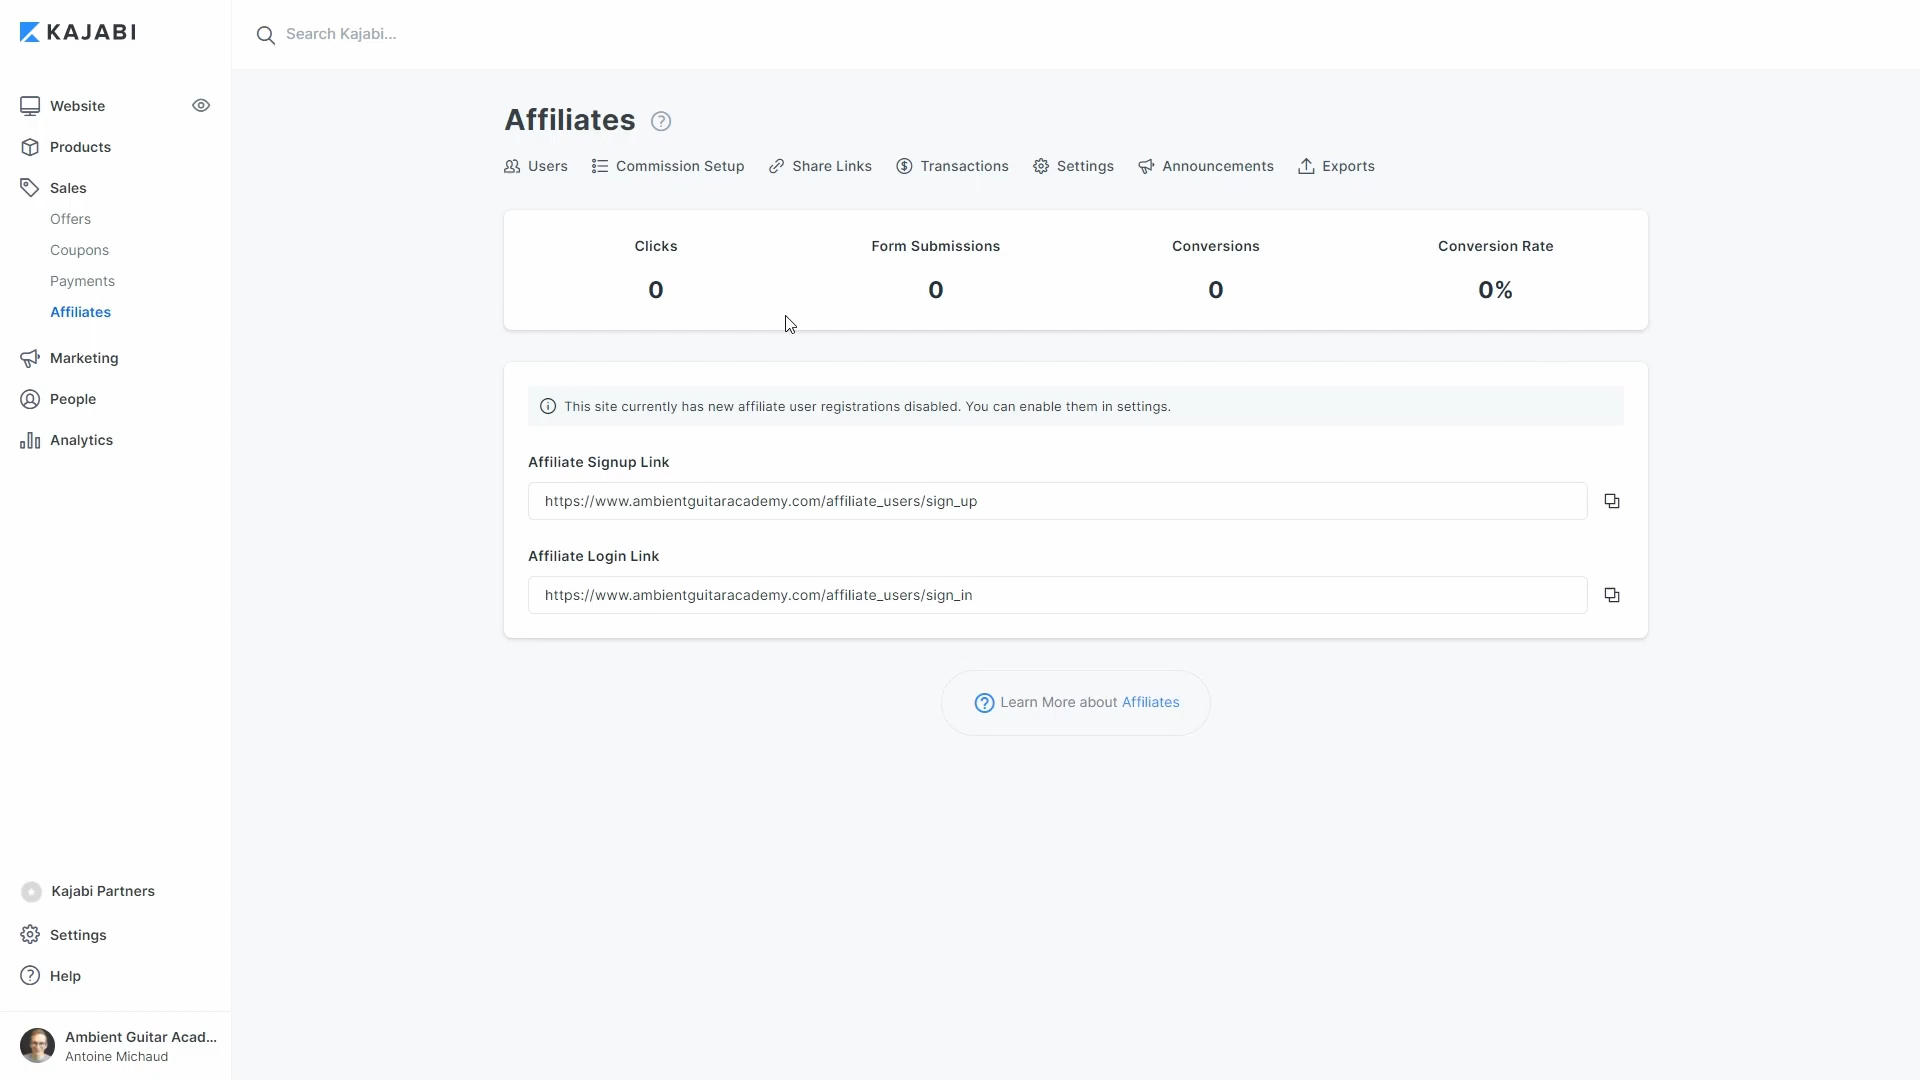 KAJABI
Search Kajabi...
Website
Products
Sales
Offers
Coupons
Payments
Affiliates
Marketing
People
Analytics
Kajabi Partners
Settings
Help
Ambient Guitar Acad...
Antoine Michaud
Affiliates
Users Commission Setup Share Links Transactions Settings Announcements Exports
Clicks Form Submissions Conversions Conversion Rate
0 0 0 0%
This site currently has new affiliate user registrations disabled. You can enable them in settings.
Affiliate Signup Link
https://www.ambientguitaracademy.com/affiliate_users/sign_up
Affiliate Login Link
https://www.ambientguitaracademy.com/affiliate_users/sign_in
Learn More about Affiliates